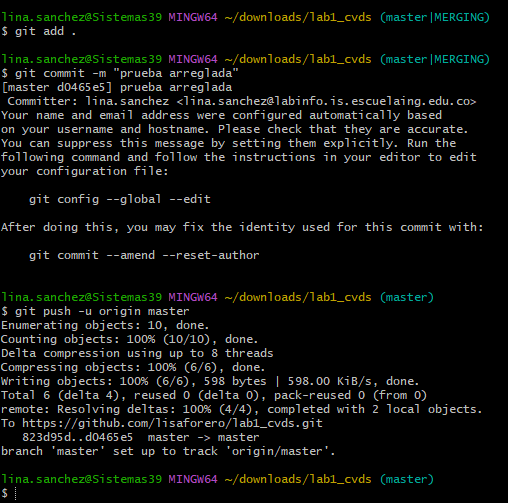 lina.sanchez@Sistemas39 MINGW64 ~/downloads/lab1_cvds (master|MERGING)
$ git add .
lina.sanchez@Sistemas39 MINGW64 ~/downloads/lab1_cvds (master|MERGING)
$ git commit -m "prueba arreglada"
[master d0465e5] prueba arreglada
 Committer: lina.sanchez <lina.sanchez@labinfo.is.escuelaing.edu.co>
Your name and email address were configured automatically based
on your username and hostname. Please check that they are accurate.
You can suppress this message by setting them explicitly. Run the
following command and follow the instructions in your editor to edit
your configuration file:
    git config --global --edit
After doing this, you may fix the identity used for this commit with:
    git commit --amend --reset-author
lina.sanchez@Sistemas39 MINGW64 ~/downloads/lab1_cvds (master)
$ git push -u origin master
Enumerating objects: 10, done.
Counting objects: 100% (10/10), done.
Delta compression using up to 8 threads
Compressing objects: 100% (6/6), done.
Writing objects: 100% (6/6), 598 bytes | 598.00 KiB/s, done.
Total 6 (delta 4), reused 0 (delta 0), pack-reused 0 (from 0)
remote: Resolving deltas: 100% (4/4), completed with 2 local objects.
To https://github.com/lisaforero/lab1_cvds.git
   823d95d..d0465e5  master -> master
branch 'master' set up to track 'origin/master'.
lina.sanchez@Sistemas39 MINGW64 ~/downloads/lab1_cvds (master)
$